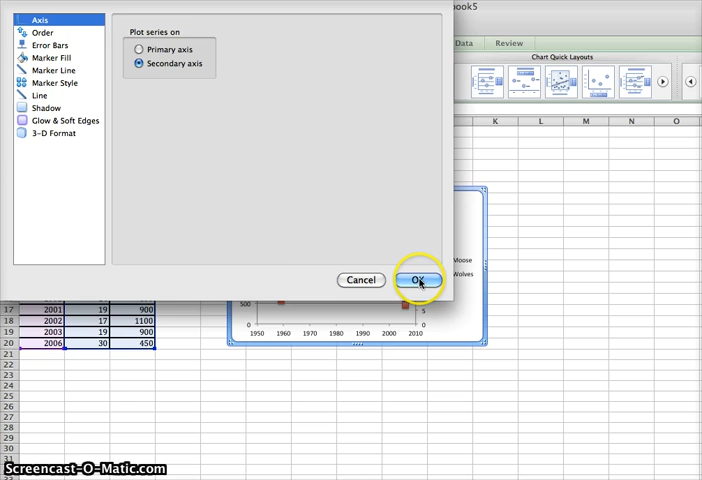 book5
Axis
Order
Error Bars
Marker Fill
Marker Line
Marker Style
Line
Shadow
Glow & Soft Edges
3-D Format
Plot series on
Primary axis
Secondary axis
Cancel
OK
Data Review
Chart Quick Layouts
K L M N O
Moose
Wolves
500
5
0 0
1950 1960 1970 1980 1990 2000 2010
17 2001 19 900
18 2002 17 1100
19 2003 19 900
20 2006 30 450
21
22
23
24
25
26
27
28
29
30
31
Screencast-O-Matic.com